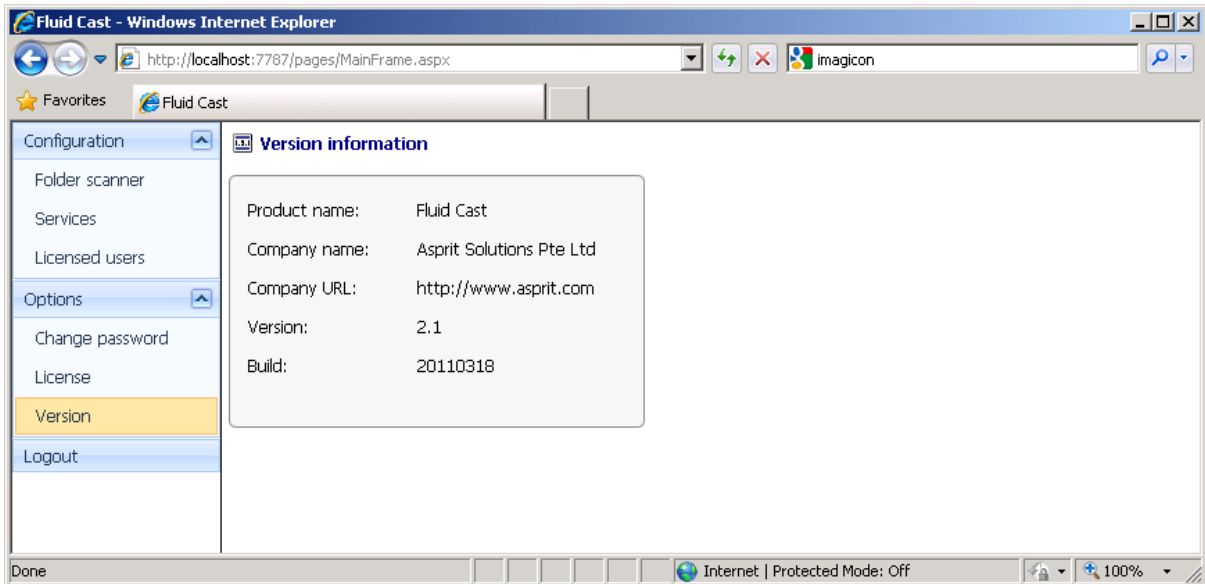 Fluid Cast - Windows Internet Explorer
http://localhost:7787/pages/MainFrame.aspx
imagicon
Favorites
Fluid Cast
Configuration
Folder scanner
Services
Licensed users
Options
Change password
License
Version
Logout
Version information
Product name: Fluid Cast
Company name: Asprit Solutions Pte Ltd
Company URL: http://www.asprit.com
Version: 2.1
Build: 20110318
Done
Internet | Protected Mode: Off
100%